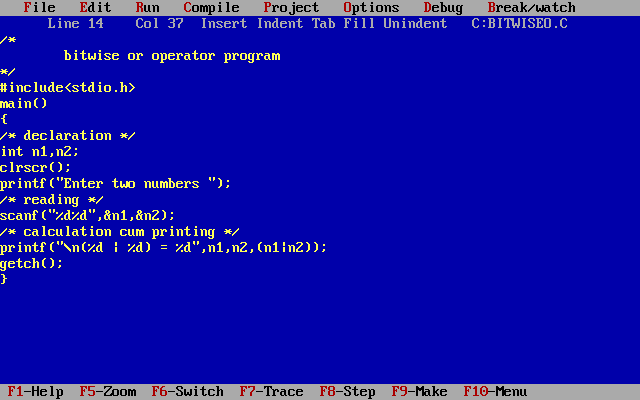 File Edit Run Compile Project Options Debug Break/watch
Line 14 Col 37 Insert Indent Tab Fill Unindent C:BITWISEO.C
/*
bitwise or operator program
*/
#include<stdio.h>
main()
{
/* declaration */
int n1,n2;
clrscr();
printf("Enter two numbers ");
/* reading */
scanf("%d%d",&n1,&n2);
/* calculation cum printing */
printf("\n(%d | %d) = %d",n1,n2,(n1|n2));
getch();
}
F1-Help F5-Zoom F6-Switch F7-Trace F8-Step F9-Make F10-Menu